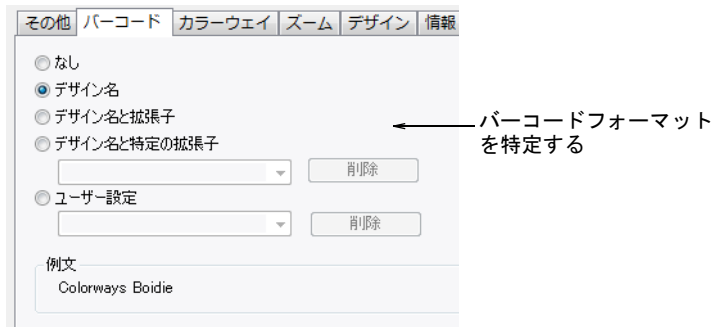 その他 バーコード カラーウェイ ズーム デザイン 情報
なし
デザイン名
デザイン名と拡張子
デザイン名と特定の拡張子
削除
ユーザー設定
削除
例文
Colorways Boidie
バーコードフォーマット
を特定する